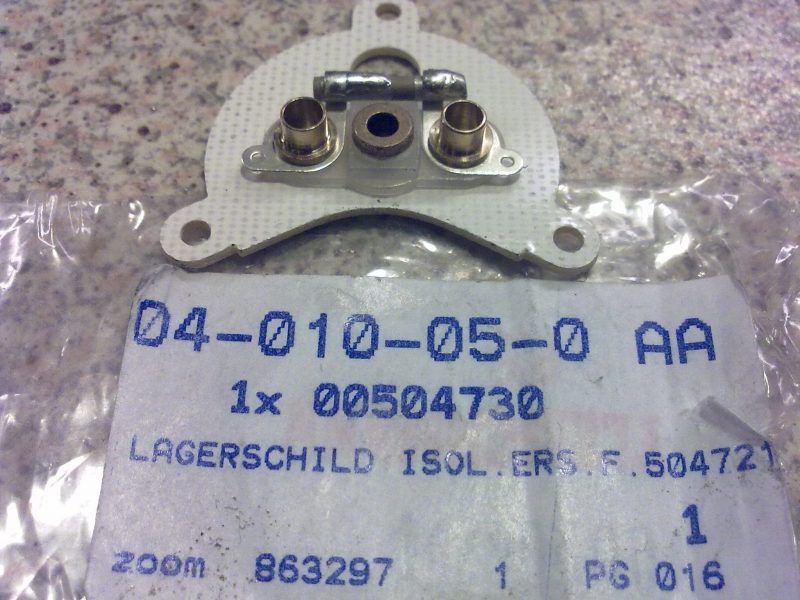 04-010-05-0 AA
1x 00504730
LAGERSCHILD ISOL.ERS.F.504721
1
zoom 863297 1 PG 016